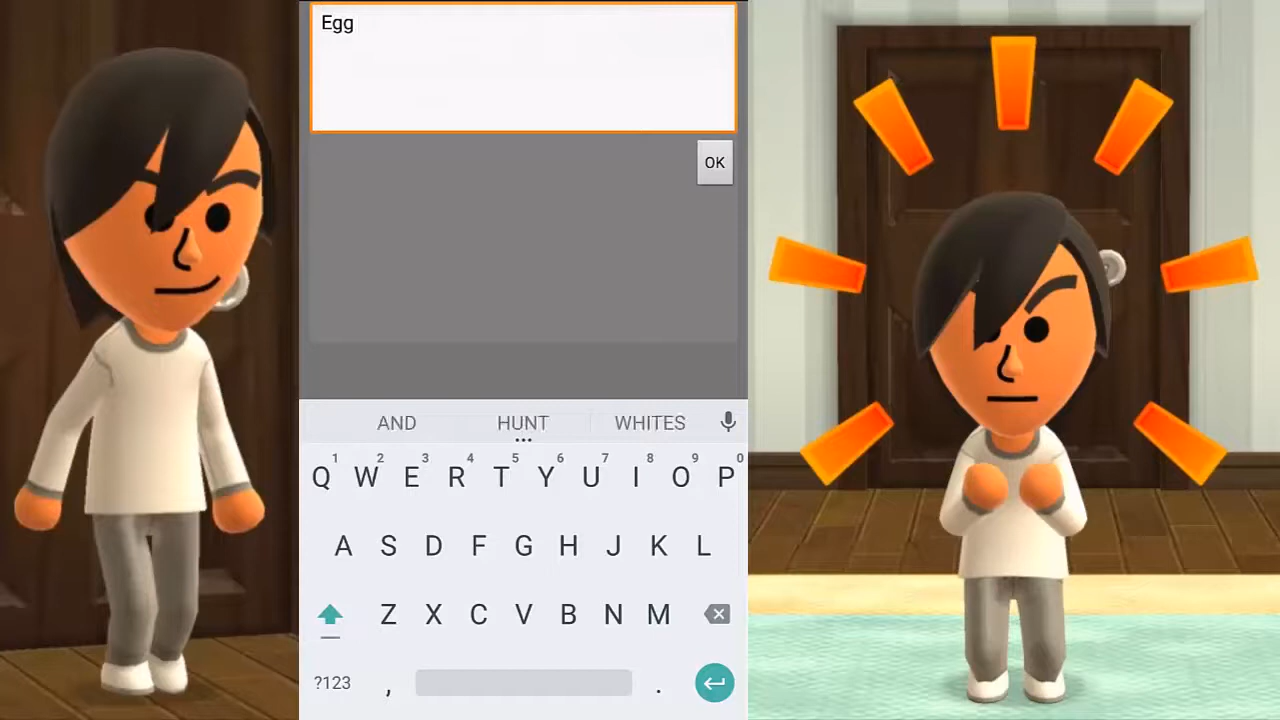 Egg
OK
AND HUNT WHITES
1 2 3 4 5 6 7 8 9 0
Q W E R T Y U I O P
A S D F G H J K L
Z X C V B N M
?123 , .